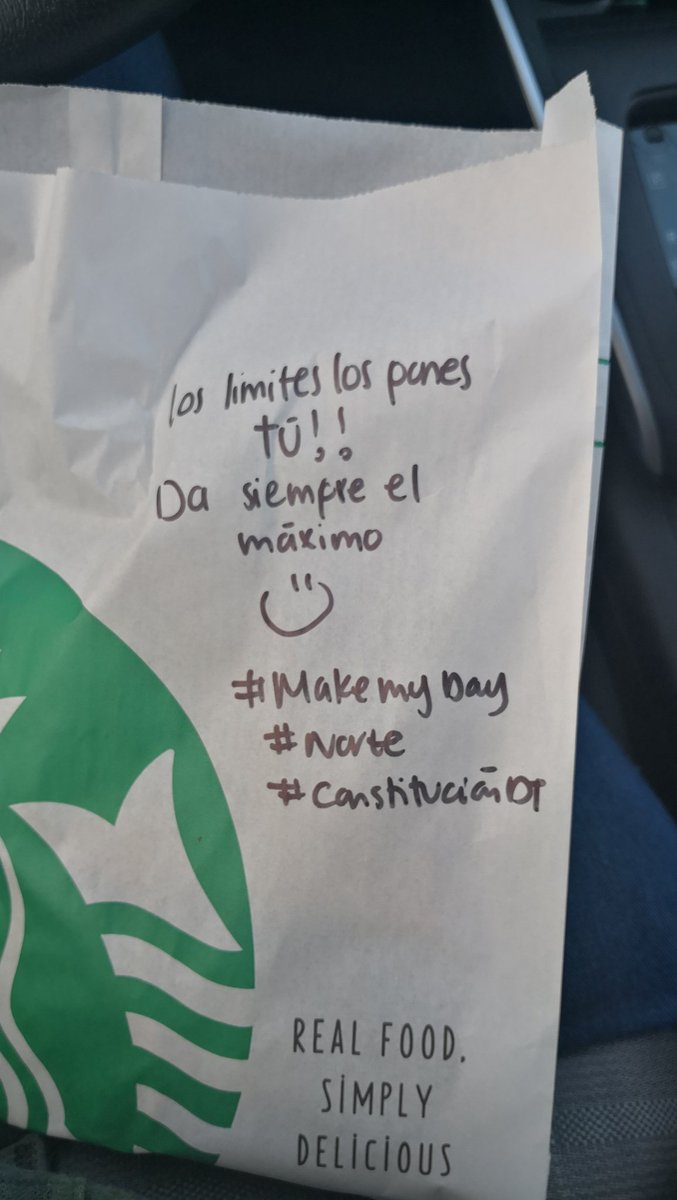 los limites los pones
tú!!
Da siempre el
máximo
#Make my Day
#Norte
#ConstituciónDT
REAL FOOD,
SiMPLY
DELiCiOUS